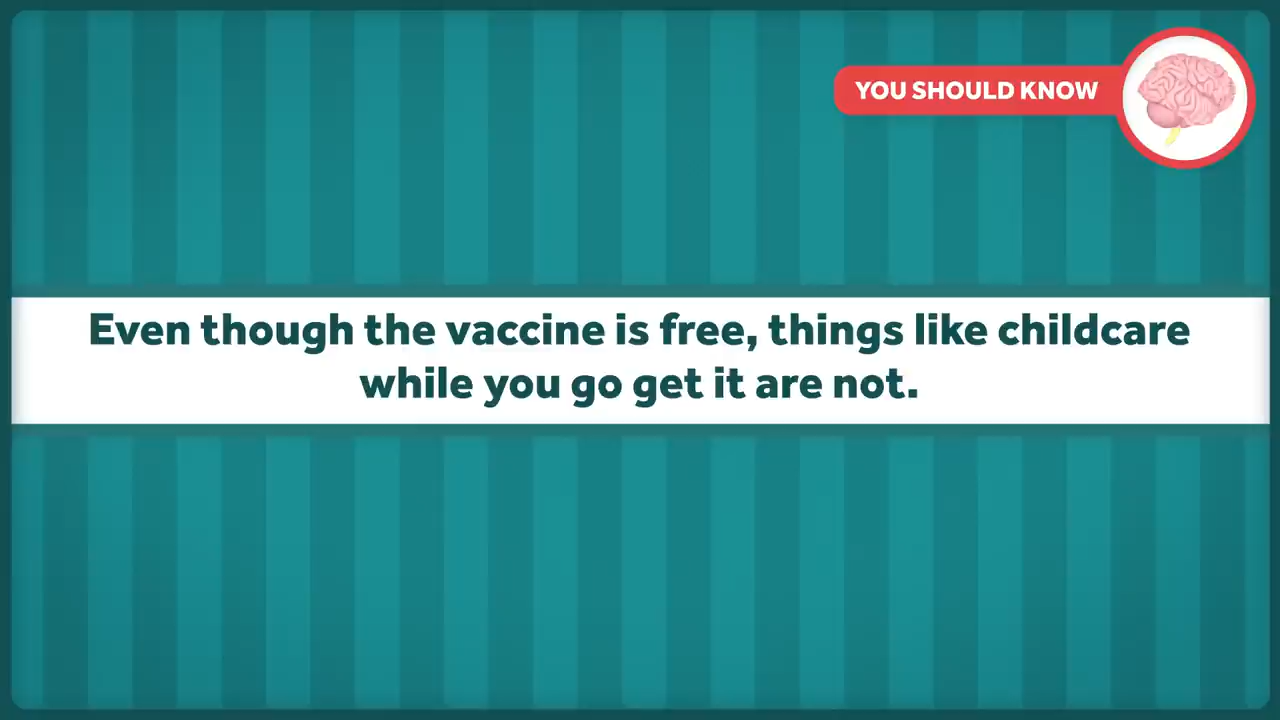 YOU SHOULD KNOW
Even though the vaccine is free, things like childcare
while you go get it are not.